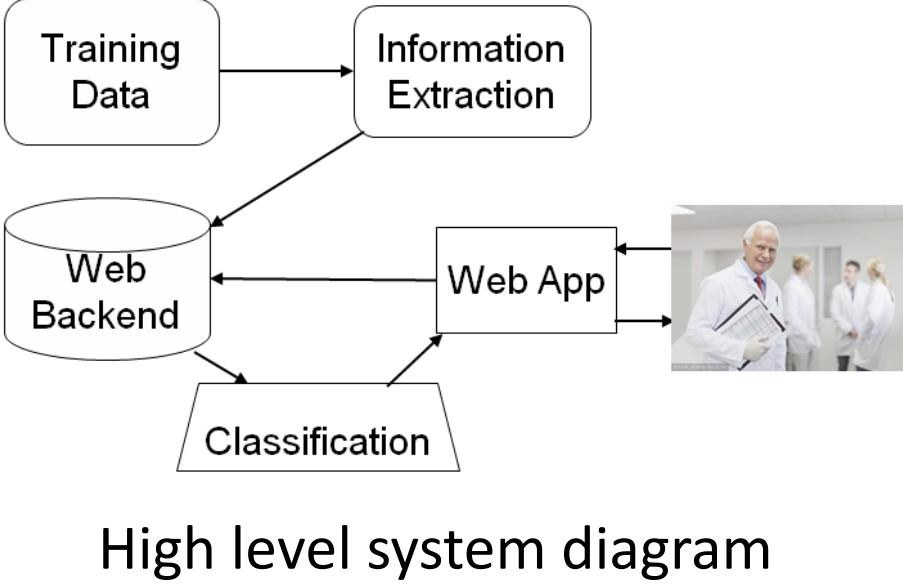 Training
Data
Information
Extraction
Web
Backend
Web App
Classification
High level system diagram